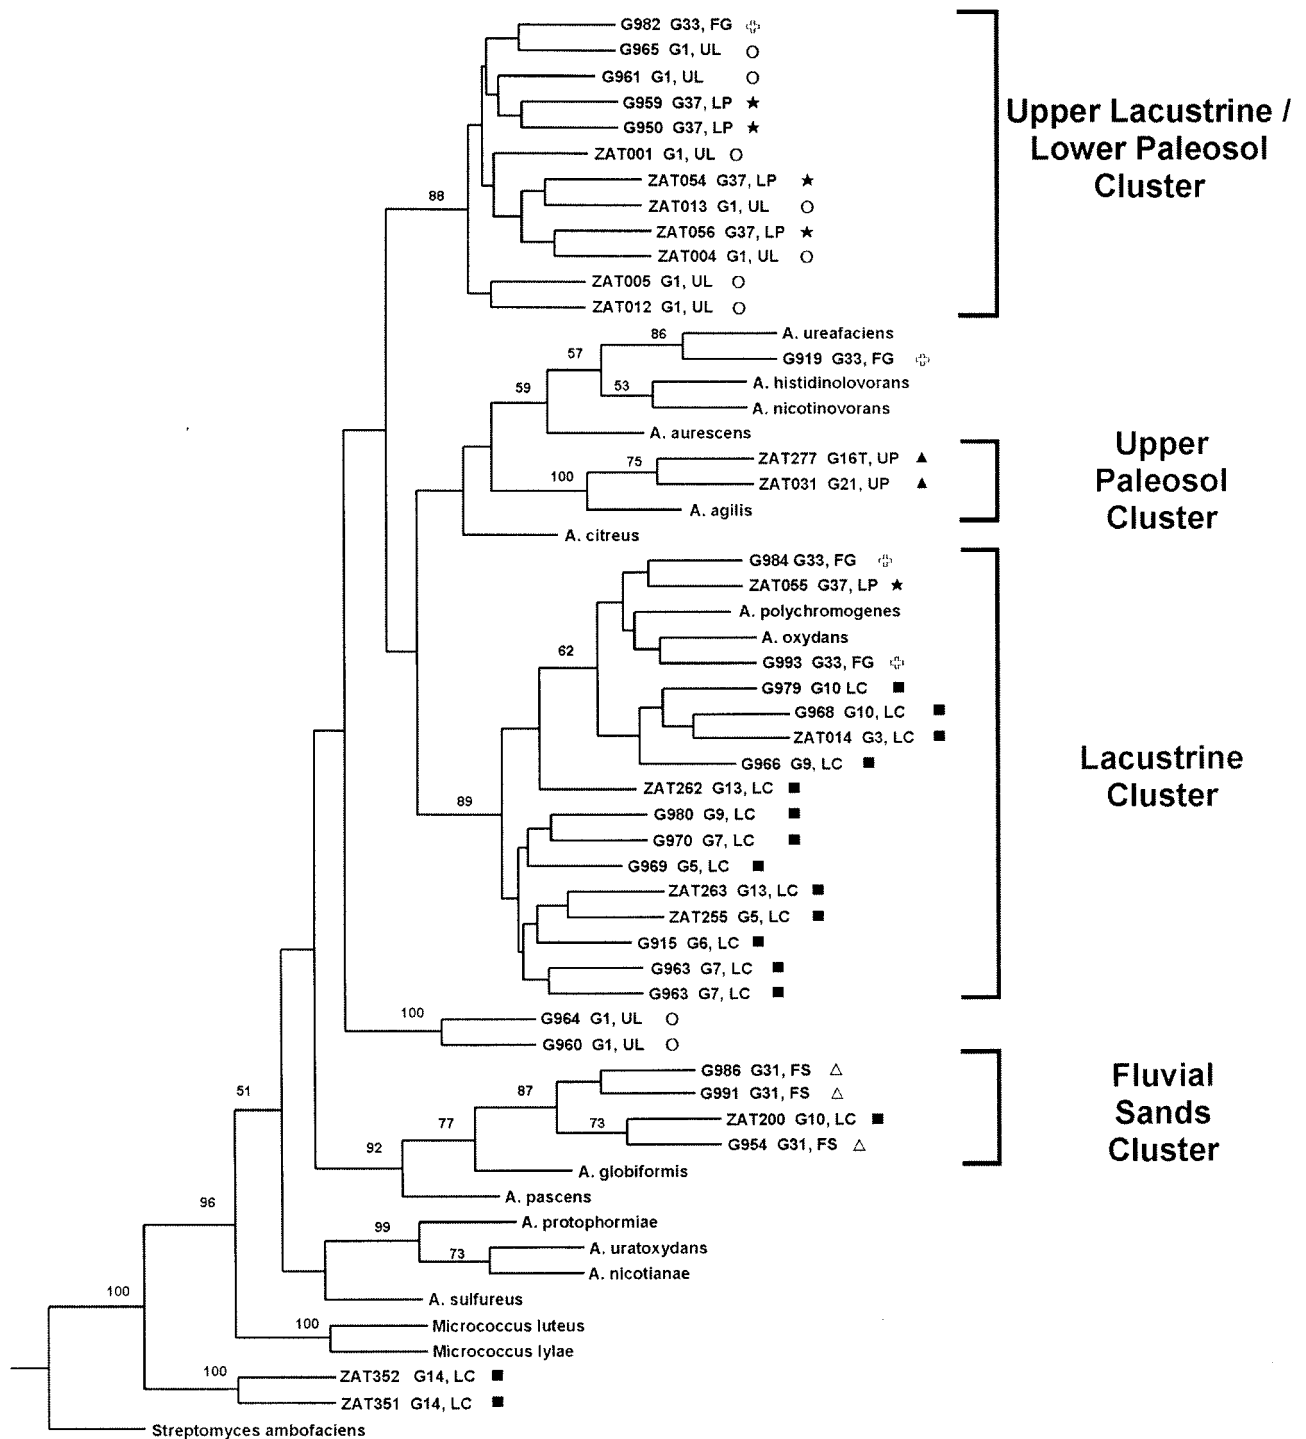 G982 G33, FG
G965 G1, UL
G961 G1, UL
G959 G37, LP
G950 G37, LP
ZAT001 G1, UL
ZAT054 G37, LP
88
ZAT013 G1, UL
ZAT056 G37, LP
ZAT004 G1, UL
ZAT005 G1, UL
ZAT012 G1, UL
Upper Lacustrine /
Lower Paleosol
Cluster
A. ureafaciens
86
G919 G33, FG
57
A. histidinolovorans
53
59
A. nicotinovorans
A. aurescens
ZAT277 G16T, UP
75
ZAT031 G21, UP
100
A. agilis
Upper
Paleosol
Cluster
A. citreus
G984 G33, FG
ZAT055 G37, LP
A. polychromogenes
A. oxydans
62
G993 G33, FG
G979 G10 LC
G968 G10, LC
ZAT014 G3, LC
G966 G9, LC
ZAT262 G13, LC
89
G980 G9, LC
G970 G7, LC
G969 G5, LC
ZAT263 G13, LC
ZAT255 G5, LC
G915 G6, LC
G963 G7, LC
G963 G7, LC
Lacustrine
Cluster
100
G964 G1, UL
G960 G1, UL
G986 G31, FS
87
G991 G31, FS
51
77
73
ZAT200 G10, LC
G954 G31, FS
92
A. globiformis
Fluvial
Sands
Cluster
A. pascens
96
A. protophormiae
99
73
A. uratoxydans
A. nicotianae
100
A. sulfureus
100
Micrococcus luteus
Micrococcus lylae
100
ZAT352 G14, LC
ZAT351 G14, LC
Streptomyces ambofaciens